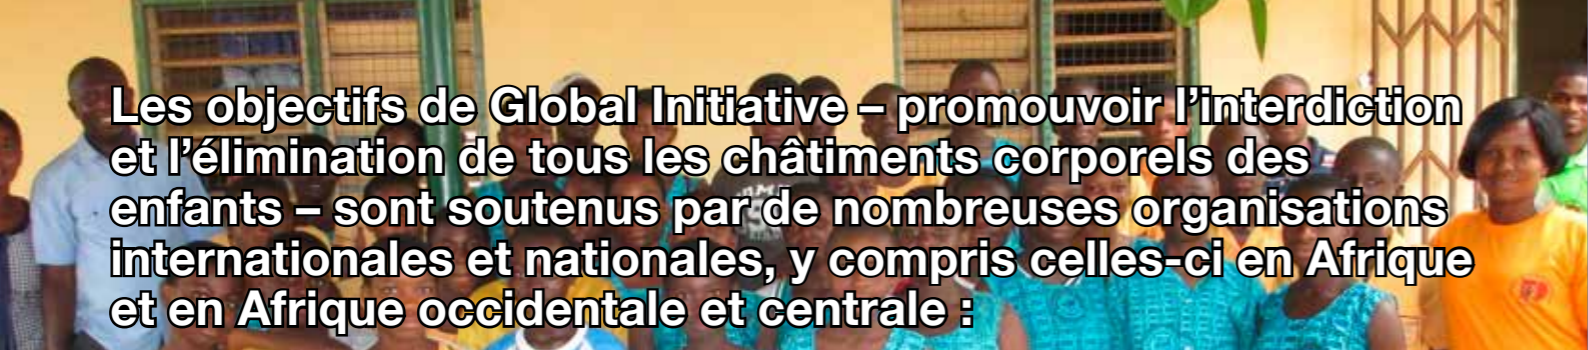 Les objectifs de Global Initiative – promouvoir l’interdiction
et l’élimination de tous les châtiments corporels des
enfants – sont soutenus par de nombreuses organisations
internationales et nationales, y compris celles-ci en Afrique
et en Afrique occidentale et centrale :